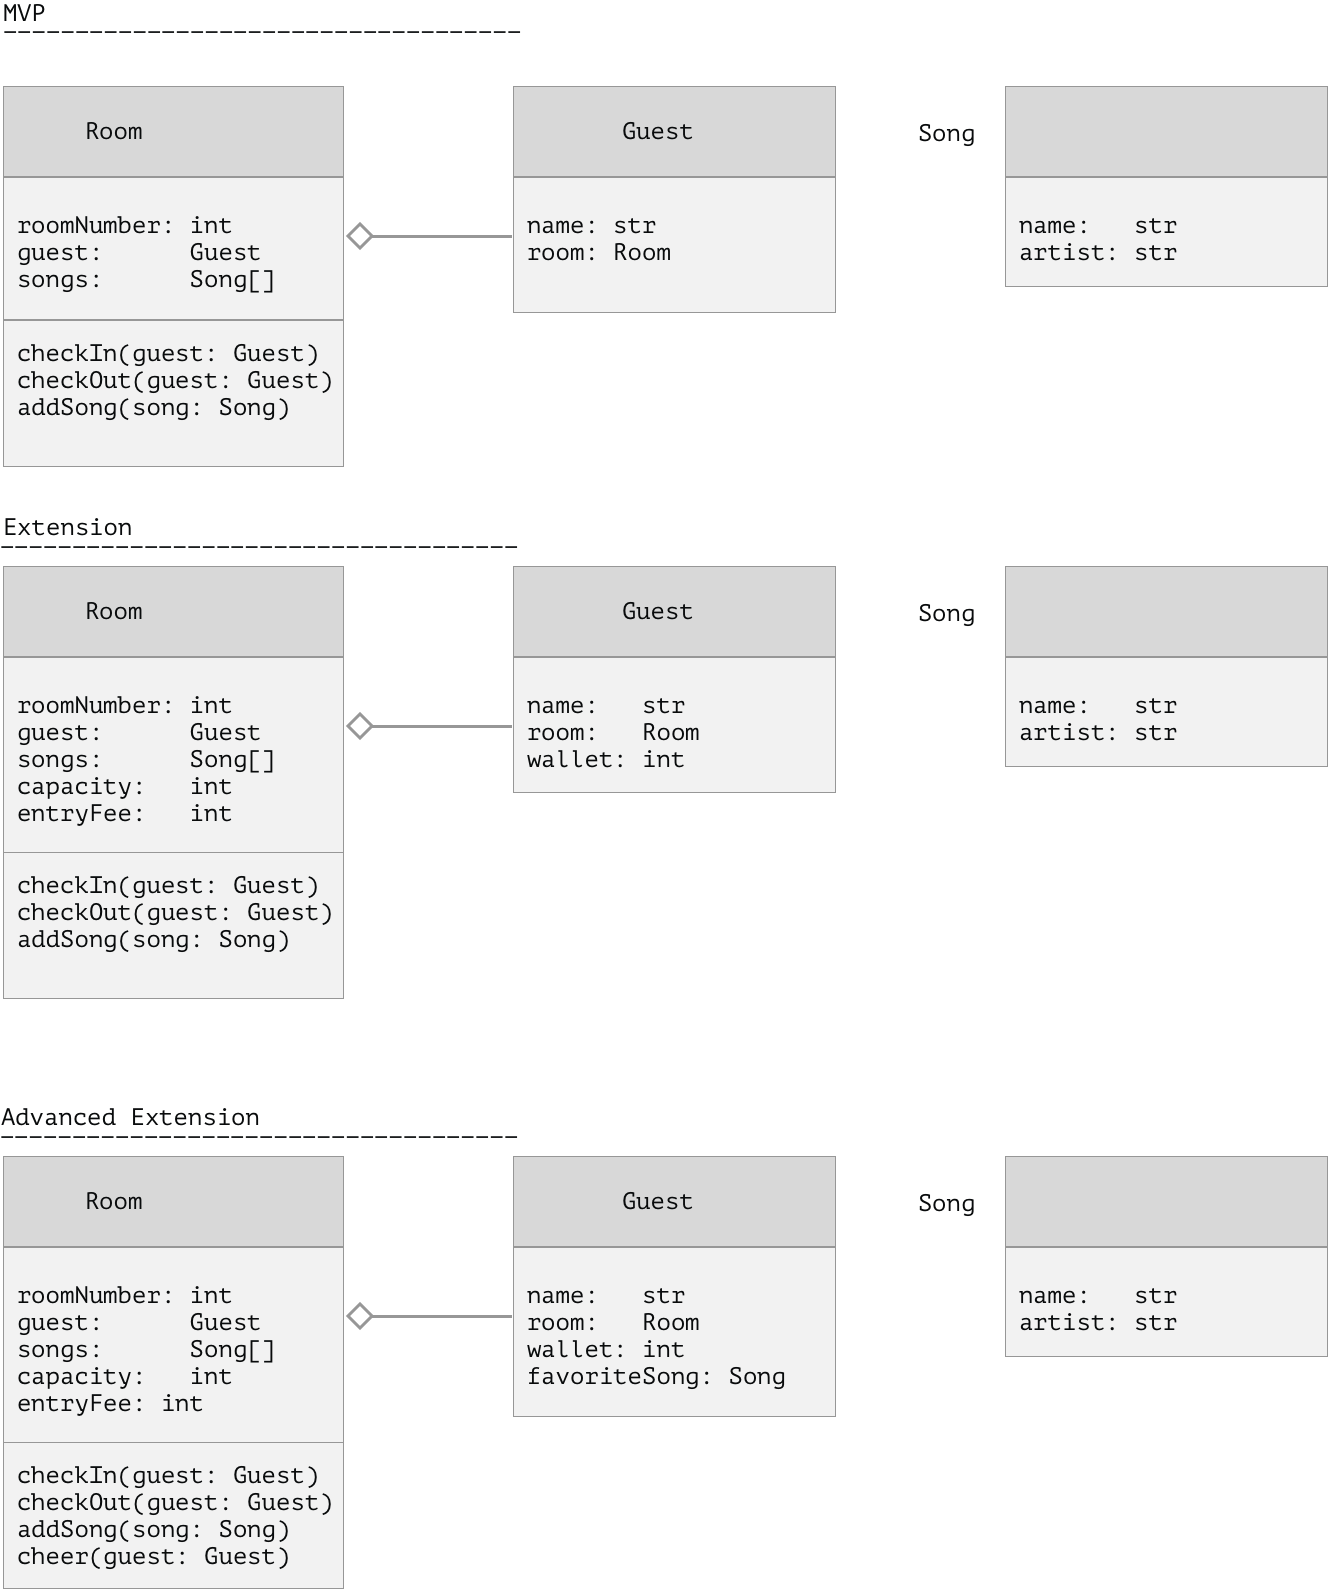 MVP
Room
roomNumber: int
guest: Guest
songs: Song[]
checkIn(guest: Guest)
checkOut(guest: Guest)
addSong(song: Song)
Guest
name: str
room: Room
Song
name: str
artist: str
Extension
Room
roomNumber: int
guest: Guest
songs: Song[]
capacity: int
entryFee: int
checkIn(guest: Guest)
checkOut(guest: Guest)
addSong(song: Song)
Guest
name: str
room: Room
wallet: int
Song
name: str
artist: str
Advanced Extension
Room
roomNumber: int
guest: Guest
songs: Song[]
capacity: int
entryFee: int
checkIn(guest: Guest)
checkOut(guest: Guest)
addSong(song: Song)
cheer(guest: Guest)
Guest
name: str
room: Room
wallet: int
favoriteSong: Song
Song
name: str
artist: str